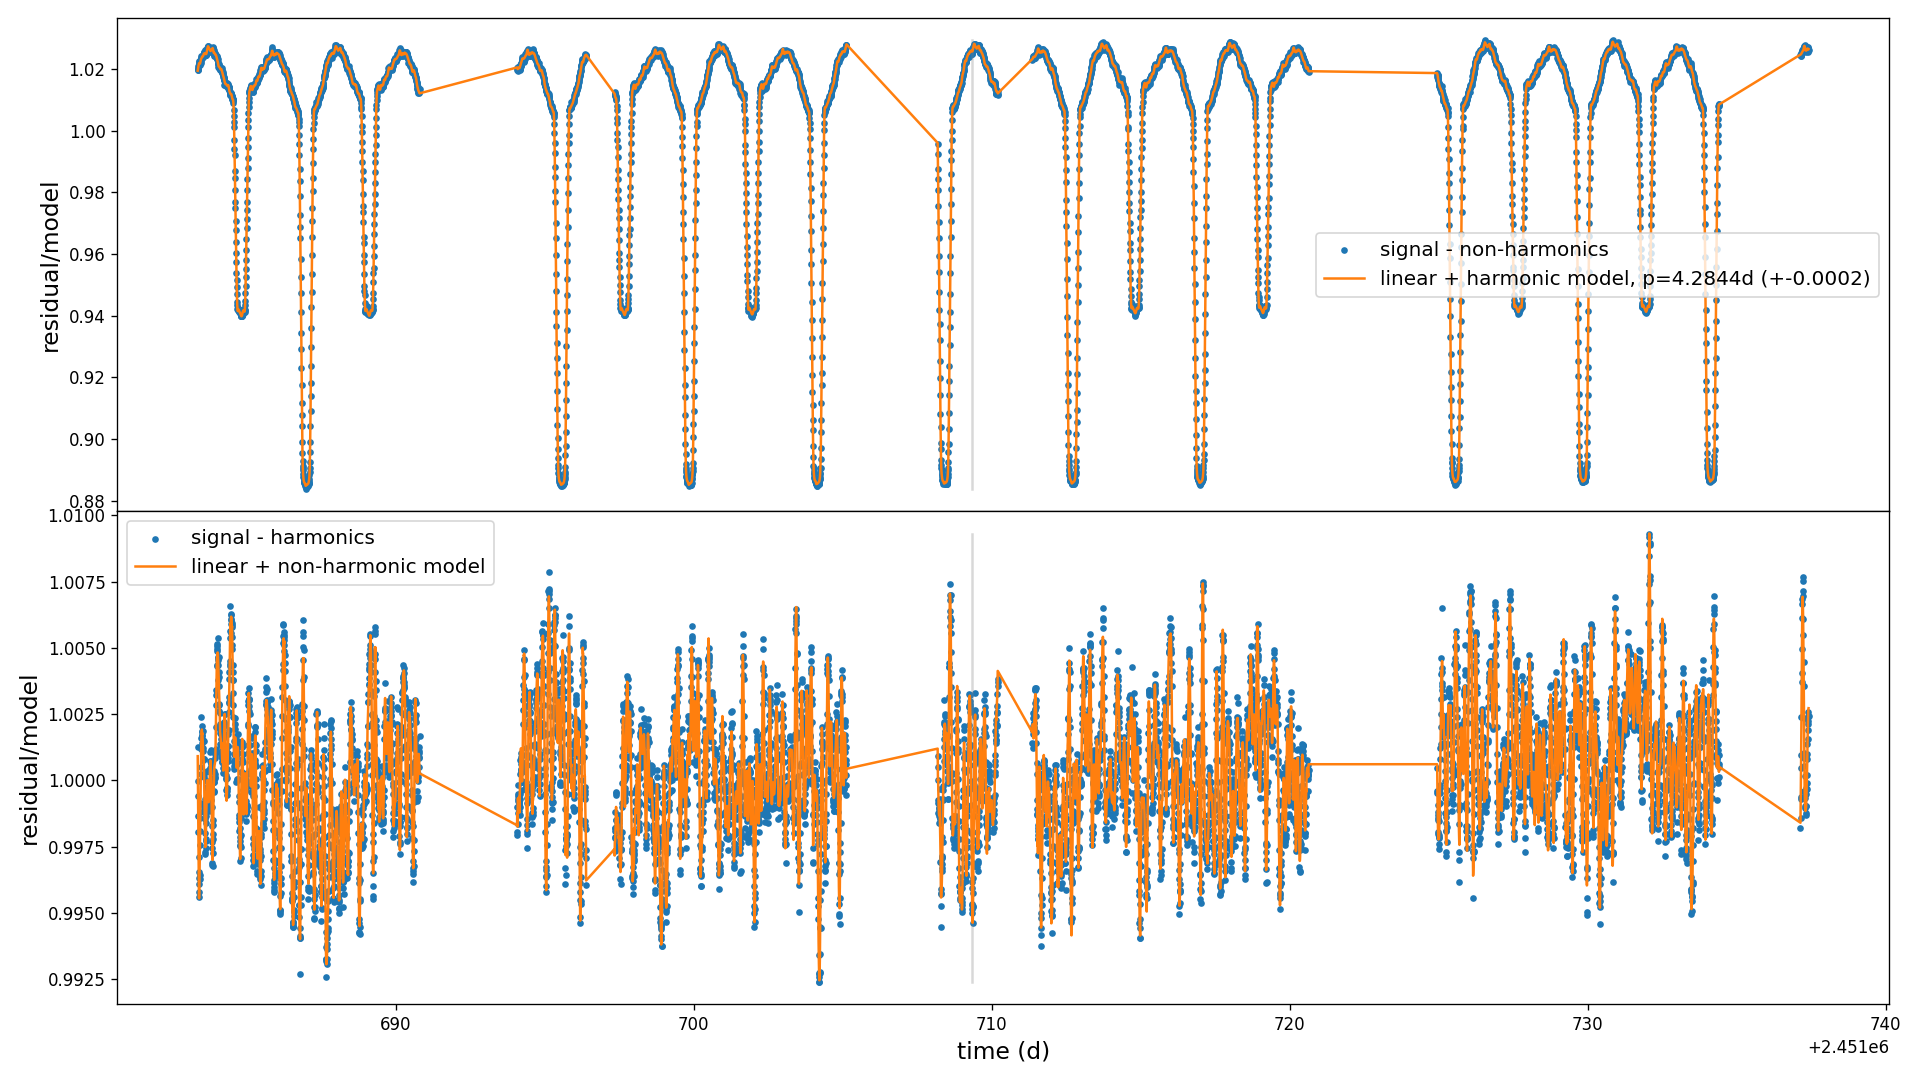 residual/model
1.02
1.00
0.98
0.96
0.94
0.92
0.90
0.88
signal - non-harmonics
linear + harmonic model, p=4.2844d (+-0.0002)
residual/model
1.0100
1.0075
1.0050
1.0025
1.0000
0.9975
0.9950
0.9925
signal - harmonics
linear + non-harmonic model
690
700
710
720
730
740
time (d)
+2.451e6